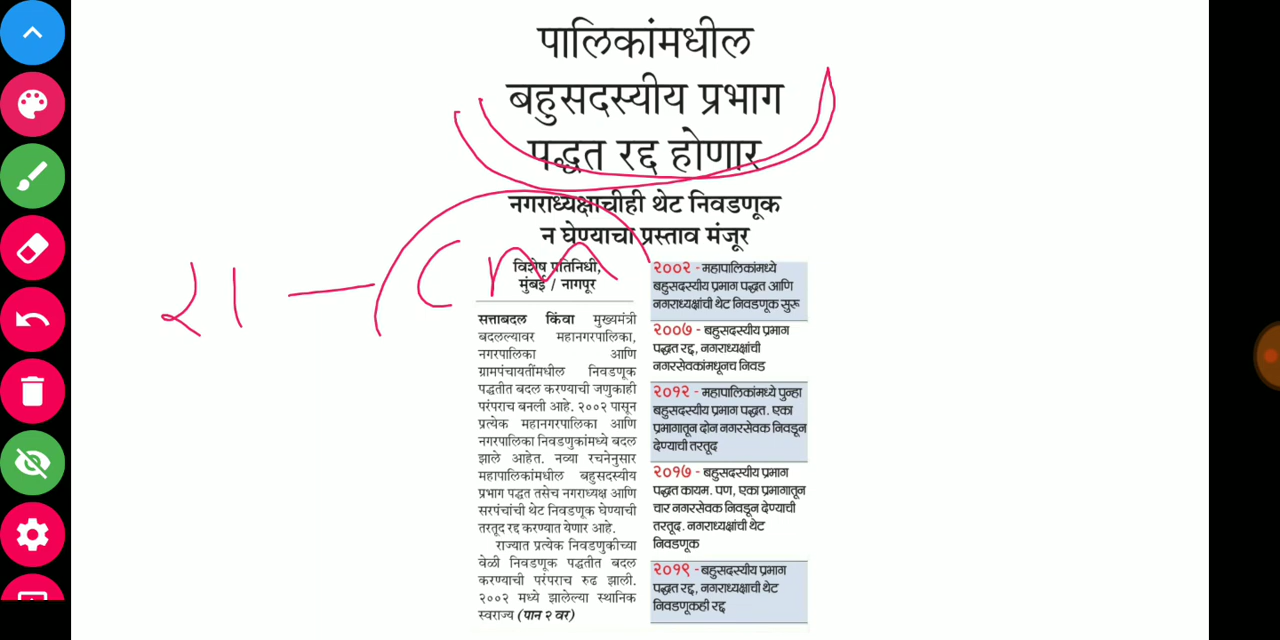 पालिकांमधील
बहुसदस्यीय प्रभाग
पद्धत रद्द होणार
नगराध्यक्षाचीही थेट निवडणूक
न घेण्याचा प्रस्ताव मंजूर
२१ — CM
विशेष प्रतिनिधी,
मुंबई / नागपूर
सत्ताबदल किंवा मुख्यमंत्री
बदलल्यावर महानगरपालिका,
नगरपालिका आणि
ग्रामपंचायतींमधील निवडणूक
पद्धतीत बदल करण्याची जणुकाही
परंपराच बनली आहे. २००२ पासून
प्रत्येक महानगरपालिका आणि
नगरपालिका निवडणुकांमध्ये बदल
झाले आहेत. नव्या रचनेनुसार
महापालिकांमधील बहुसदस्यीय
प्रभाग पद्धत तसेच नगराध्यक्ष आणि
सरपंचांची थेट निवडणूक घेण्याची
तरतूद रद्द करण्यात येणार आहे.
राज्यात प्रत्येक निवडणुकीच्या
वेळी निवडणूक पद्धतीत बदल
करण्याची परंपराच रुढ झाली.
२००२ मध्ये झालेल्या स्थानिक
स्वराज्य (पान २ वर)
२००२ - महापालिकांमध्ये
बहुसदस्यीय प्रभाग पद्धत आणि
नगराध्यक्षांची थेट निवडणूक सुरू
२००७ - बहुसदस्यीय प्रभाग
पद्धत रद्द, नगराध्यक्षांची
नगरसेवकांमधूनच निवड
२०१२ - महापालिकांमध्ये पुन्हा
बहुसदस्यीय प्रभाग पद्धत. एका
प्रभागातून दोन नगरसेवक निवडून
देण्याची तरतूद
२०१७ - बहुसदस्यीय प्रभाग
पद्धत कायम. पण, एका प्रभागातून
चार नगरसेवक निवडून देण्याची
तरतूद. नगराध्यक्षांची थेट
निवडणूक
२०१९ - बहुसदस्यीय प्रभाग
पद्धत रद्द, नगराध्यक्षाची थेट
निवडणूकही रद्द